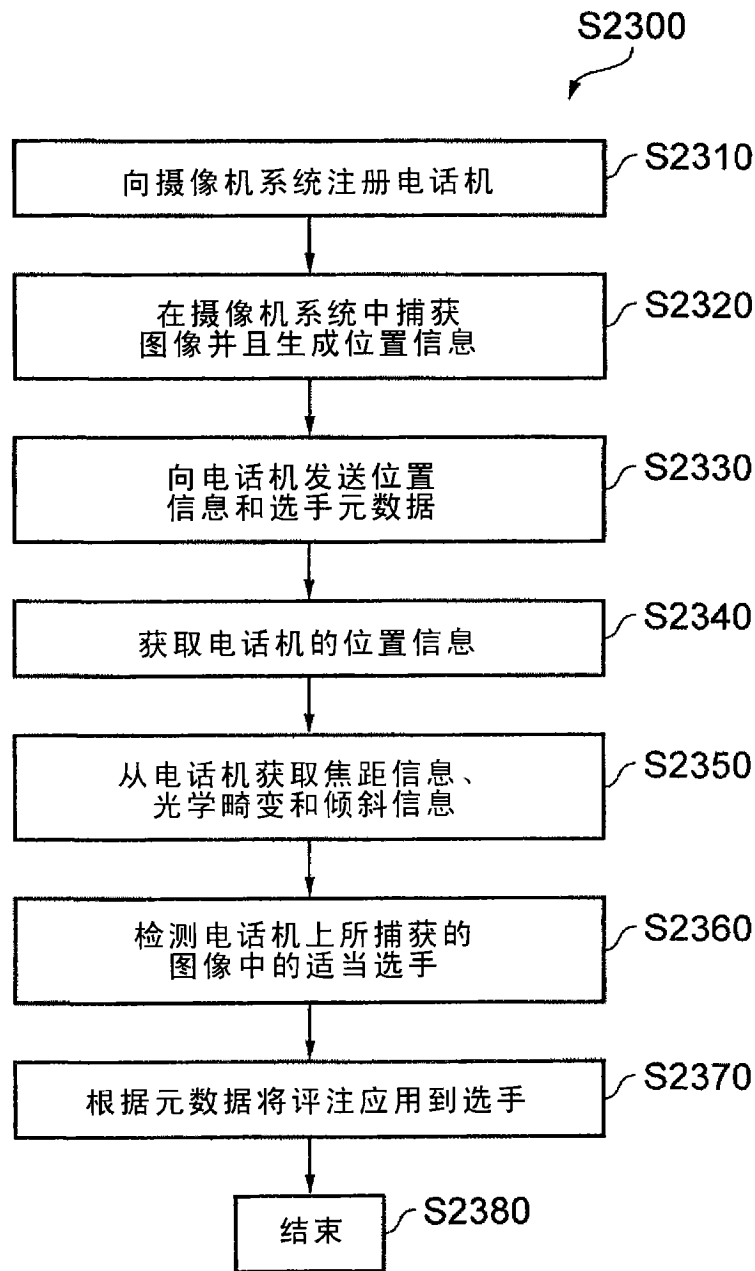 S2300
向摄像机系统注册电话机
S2310
在摄像机系统中捕获
图像并且生成位置信息
S2320
向电话机发送位置
信息和选手元数据
S2330
获取电话机的位置信息
S2340
从电话机获取焦距信息、
光学畸变和倾斜信息
S2350
检测电话机上所捕获的
图像中的适当选手
S2360
根据元数据将评注应用到选手
S2370
结束
S2380